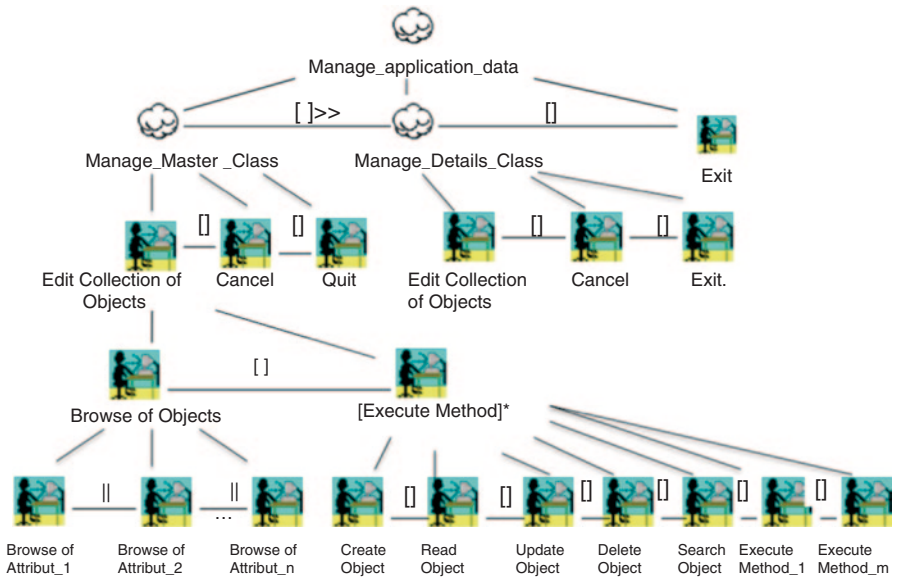 Manage_application_data
[ ]>>
[]
Manage_Master _Class
Manage_Details_Class
Exit
[]
[]
[]
[]
Edit Collection of
Objects
Cancel
Quit
Edit Collection
of Objects
Cancel
Exit.
[ ]
Browse of Objects
[Execute Method]*
||
||
...
[]
[]
[]
[]
[]
[]
Browse of
Attribut_1
Browse of
Attribut_2
Browse of
Attribut_n
Create
Object
Read
Object
Update
Object
Delete
Object
Search
Object
Execute
Method_1
Execute
Method_m